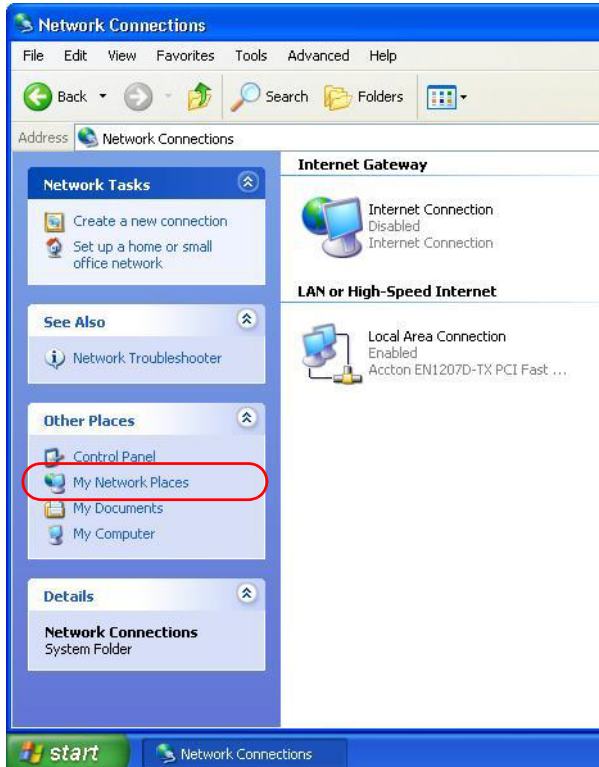 Network Connections
File Edit View Favorites Tools Advanced Help
Back Search Folders
Address Network Connections
Network Tasks
Create a new connection
Set up a home or small
office network
See Also
Network Troubleshooter
Other Places
Control Panel
My Network Places
My Documents
My Computer
Details
Network Connections
System Folder
Internet Gateway
Internet Connection
Disabled
Internet Connection
LAN or High-Speed Internet
Local Area Connection
Enabled
Accton EN1207D-TX PCI Fast ...
start Network Connections